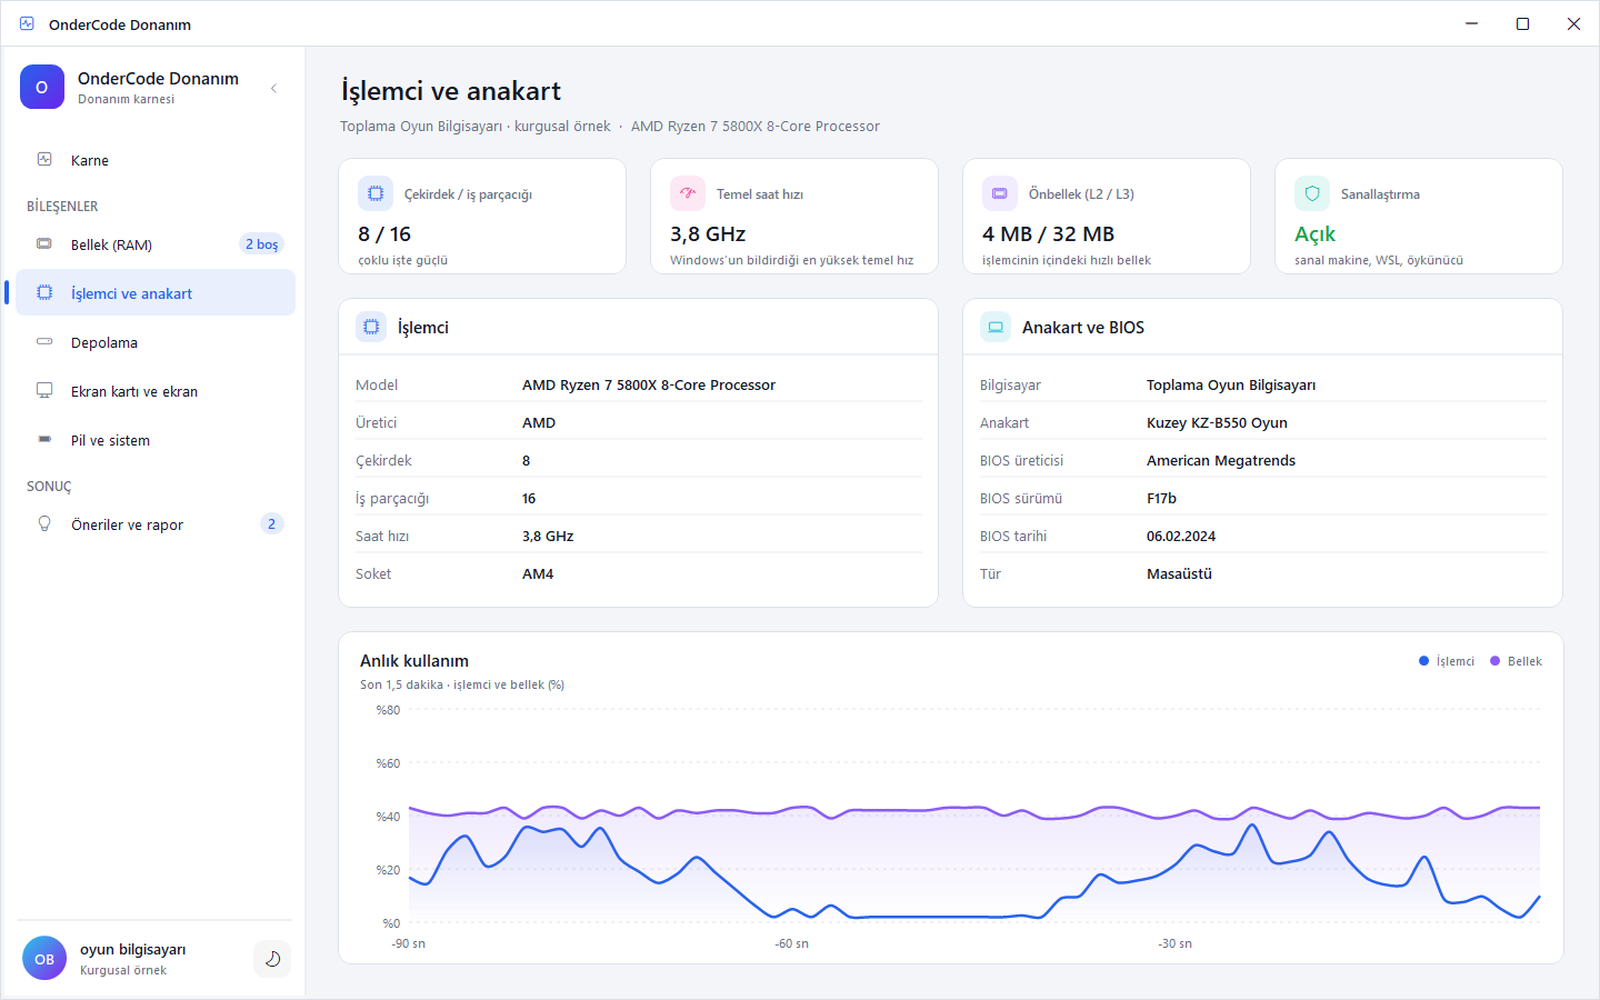 OnderCode Donanım
O
OnderCode Donanım
Donanım karnesi
Karne
BİLEŞENLER
Bellek (RAM)
2 boş
İşlemci ve anakart
Depolama
Ekran kartı ve ekran
Pil ve sistem
SONUÇ
Öneriler ve rapor
2
OB
oyun bilgisayarı
Kurgusal örnek
İşlemci ve anakart
Toplama Oyun Bilgisayarı · kurgusal örnek · AMD Ryzen 7 5800X 8-Core Processor
Çekirdek / iş parçacığı
8 / 16
çoklu işte güçlü
Temel saat hızı
3,8 GHz
Windows'un bildirdiği en yüksek temel hız
Önbellek (L2 / L3)
4 MB / 32 MB
işlemcinin içindeki hızlı bellek
Sanallaştırma
Açık
sanal makine, WSL, öykünücü
İşlemci
Model AMD Ryzen 7 5800X 8-Core Processor
Üretici AMD
Çekirdek 8
İş parçacığı 16
Saat hızı 3,8 GHz
Soket AM4
Anakart ve BIOS
Bilgisayar Toplama Oyun Bilgisayarı
Anakart Kuzey KZ-B550 Oyun
BIOS üreticisi American Megatrends
BIOS sürümü F17b
BIOS tarihi 06.02.2024
Tür Masaüstü
Anlık kullanım
Son 1,5 dakika · işlemci ve bellek (%)
İşlemci Bellek
%80
%60
%40
%20
%0
-90 sn -60 sn -30 sn